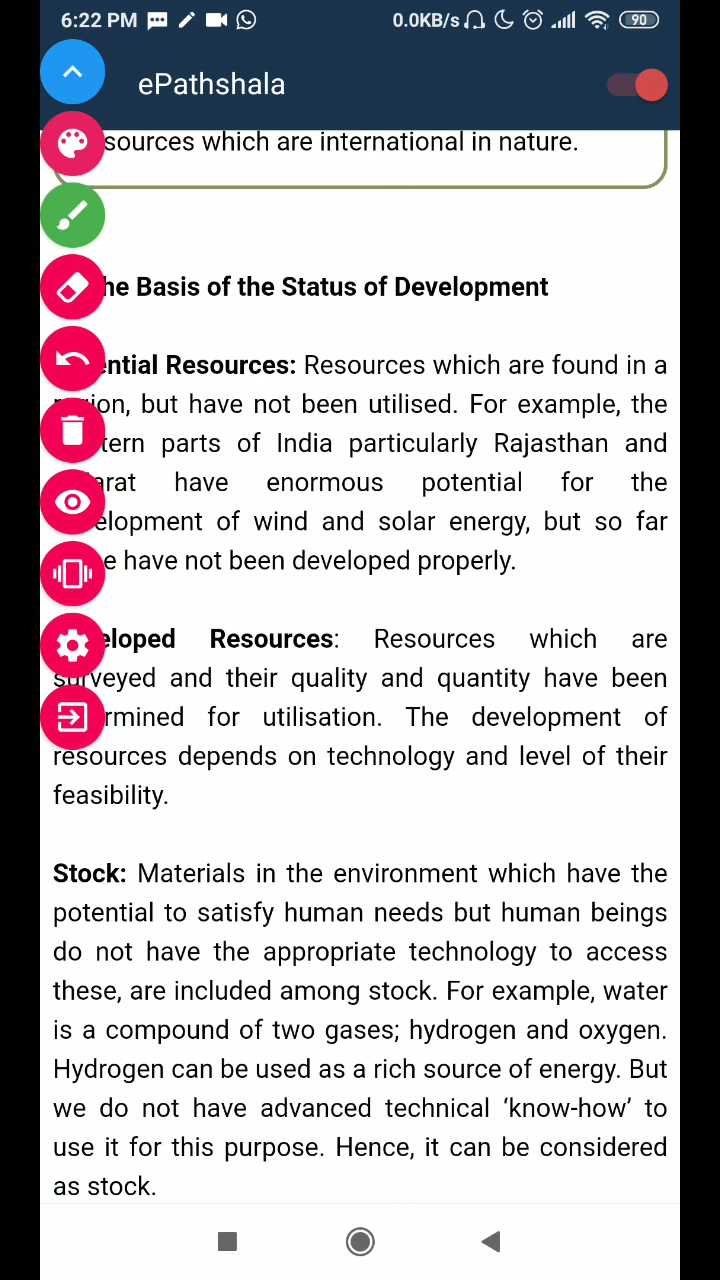 6:22 PM 0.0KB/s 90
ePathshala
sources which are international in nature.
he Basis of the Status of Development
ential Resources: Resources which are found in a
region, but have not been utilised. For example, the
tern parts of India particularly Rajasthan and
arat have enormous potential for the
elopment of wind and solar energy, but so far
e have not been developed properly.
eloped Resources: Resources which are
surveyed and their quality and quantity have been
rmined for utilisation. The development of
resources depends on technology and level of their
feasibility.
Stock: Materials in the environment which have the
potential to satisfy human needs but human beings
do not have the appropriate technology to access
these, are included among stock. For example, water
is a compound of two gases; hydrogen and oxygen.
Hydrogen can be used as a rich source of energy. But
we do not have advanced technical ‘know-how’ to
use it for this purpose. Hence, it can be considered
as stock.